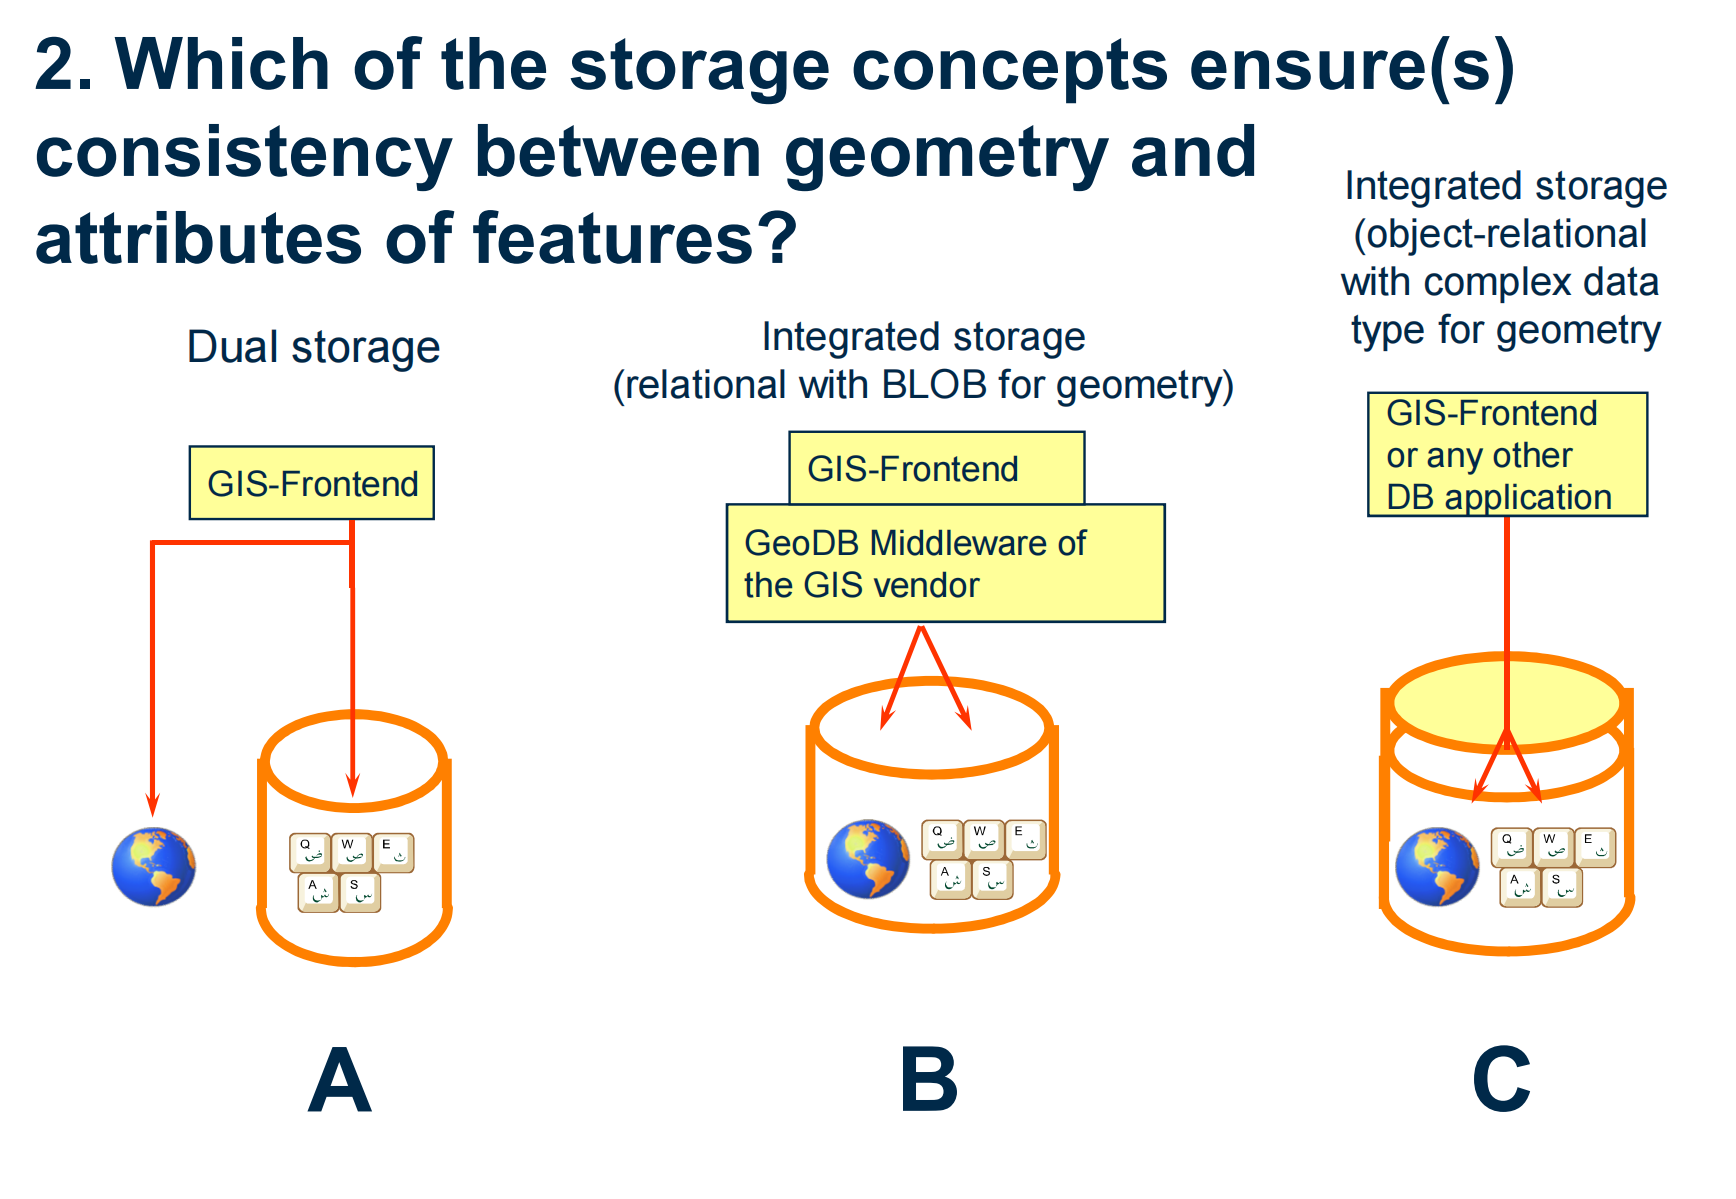 2. Which of the storage concepts ensure(s)
consistency between geometry and
attributes of features?
Dual storage
GIS-Frontend
Q W E
ض ص ث
A S
ش س
A
Integrated storage
(relational with BLOB for geometry)
GIS-Frontend
GeoDB Middleware of
the GIS vendor
Q W E
ض ص ث
A S
ش س
B
Integrated storage
(object-relational
with complex data
type for geometry
GIS-Frontend
or any other
DB application
Q W E
ض ص ث
A S
ش س
C